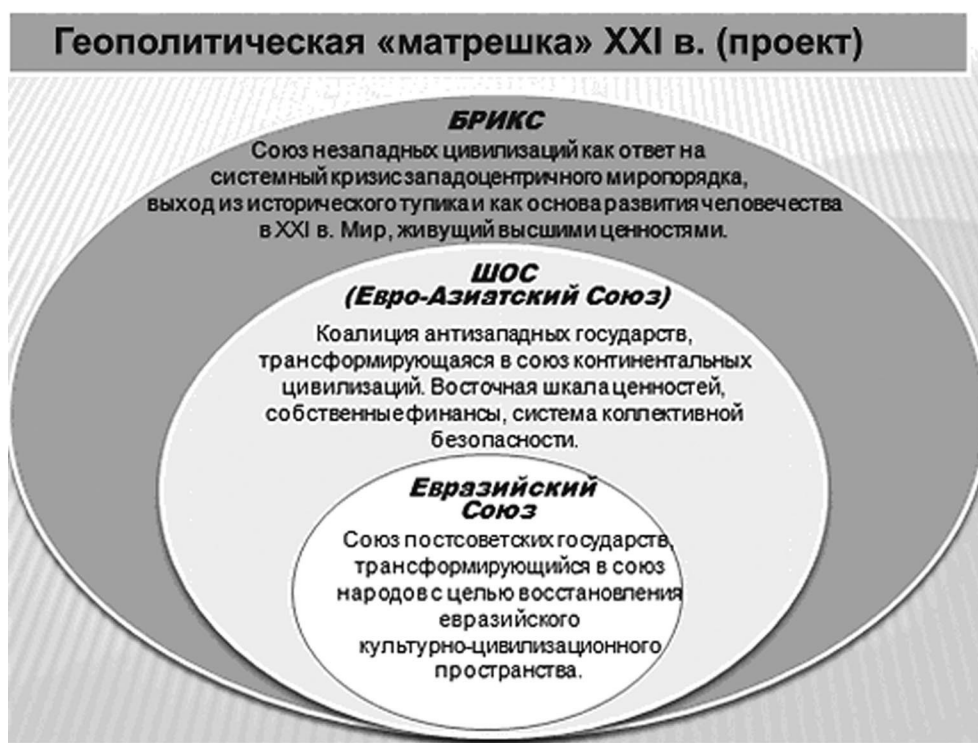 Геополитическая «матрешка» XXI в. (проект)
БРИКС
Союз незападных цивилизаций как ответ на
системный кризис западоцентричного миропорядка,
выход из исторического тупика и как основа развития человечества
в XXI в. Мир, живущий высшими ценностями.
ШОС
(Евро-Азиатский Союз)
Коалиция антизападных государств,
трансформирующаяся в союз континентальных
цивилизаций. Восточная шкала ценностей,
собственные финансы, система коллективной
безопасности.
Евразийский
Союз
Союз постсоветских государств,
трансформирующийся в союз
народов с целью восстановления
евразийского
культурно-цивилизационного
пространства.